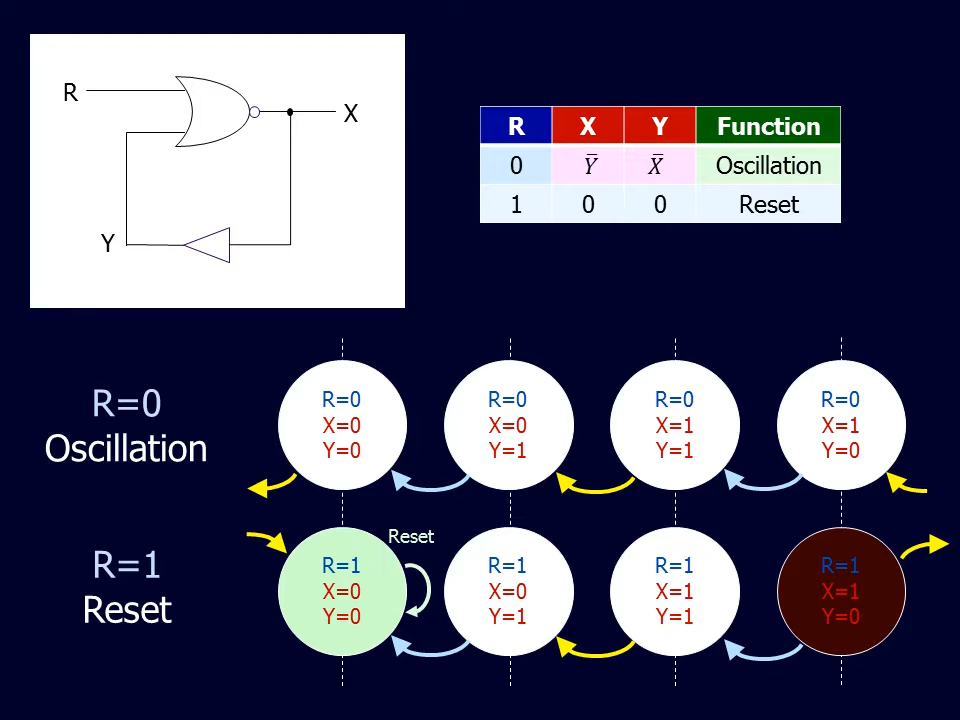 R
X
Y
R X Y Function
0 Y̅ X̅ Oscillation
1 0 0 Reset
R=0
Oscillation
R=0
X=0
Y=0
R=0
X=0
Y=1
R=0
X=1
Y=1
R=0
X=1
Y=0
R=1
Reset
Reset
R=1
X=0
Y=0
R=1
X=0
Y=1
R=1
X=1
Y=1
R=1
X=1
Y=0